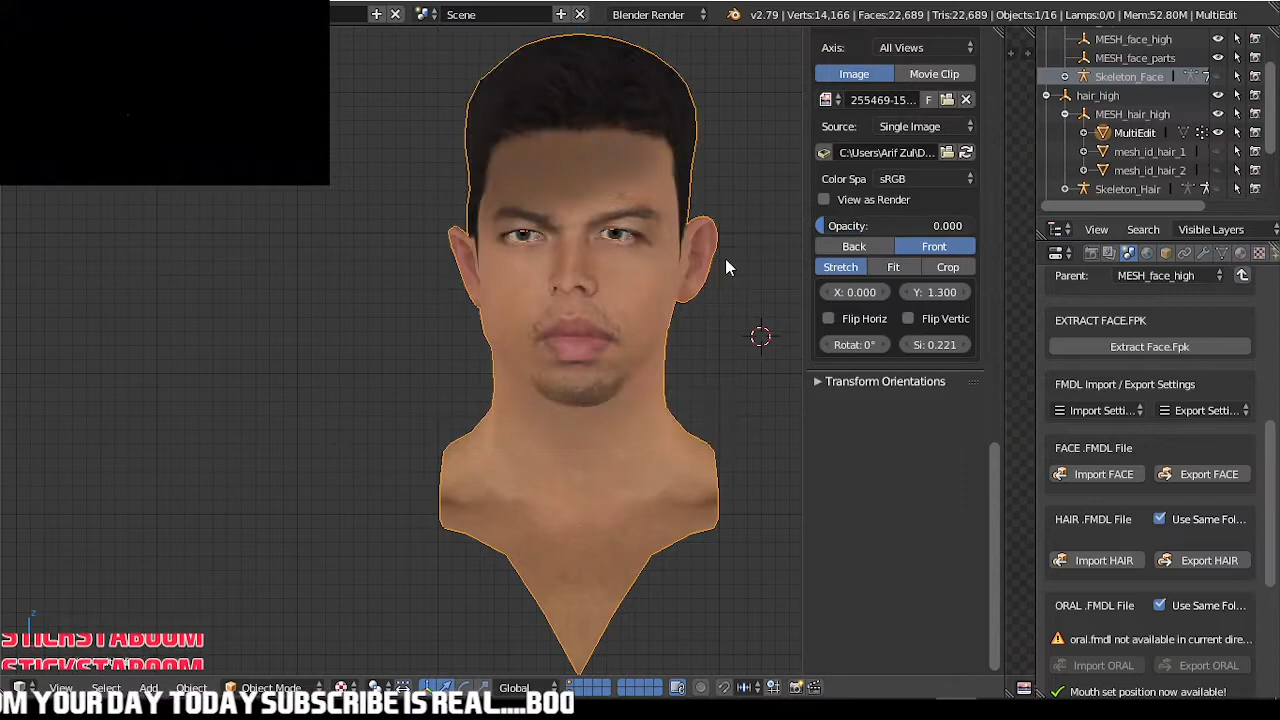 Scene
Blender Render
v2.79 | Verts:14,166 | Faces:22,689 | Tris:22,689 | Objects:1/16 | Lamps:0/0 | Mem:52.80M | MultiEdit
MESH_face_high
MESH_face_parts
Skeleton_Face
hair_high
MESH_hair_high
MultiEdit
mesh_id_hair_1
mesh_id_hair_2
Skeleton_Hair
View Search Visible Layers
Axis: All Views
Image Movie Clip
255469-15... F
Source: Single Image
C:\Users\Arif Zul\D...
Color Spa sRGB
View as Render
Opacity: 0.000
Back Front
Stretch Fit Crop
X: 0.000 Y: 1.300
Flip Horiz Flip Vertic
Rotat: 0° Si: 0.221
Transform Orientations
Parent: MESH_face_high
EXTRACT FACE.FPK
Extract Face.Fpk
FMDL Import / Export Settings
Import Setti... Export Setti...
FACE .FMDL File
Import FACE Export FACE
HAIR .FMDL File Use Same Fol...
Import HAIR Export HAIR
ORAL .FMDL File Use Same Fol...
oral.fmdl not available in current dire...
Import ORAL Export ORAL
Mouth set position now available!
z
STICKSTABOOM
STICKSTABOOM
View Select Add Object Object Mode Global
OM YOUR DAY TODAY SUBSCRIBE IS REAL....BOO